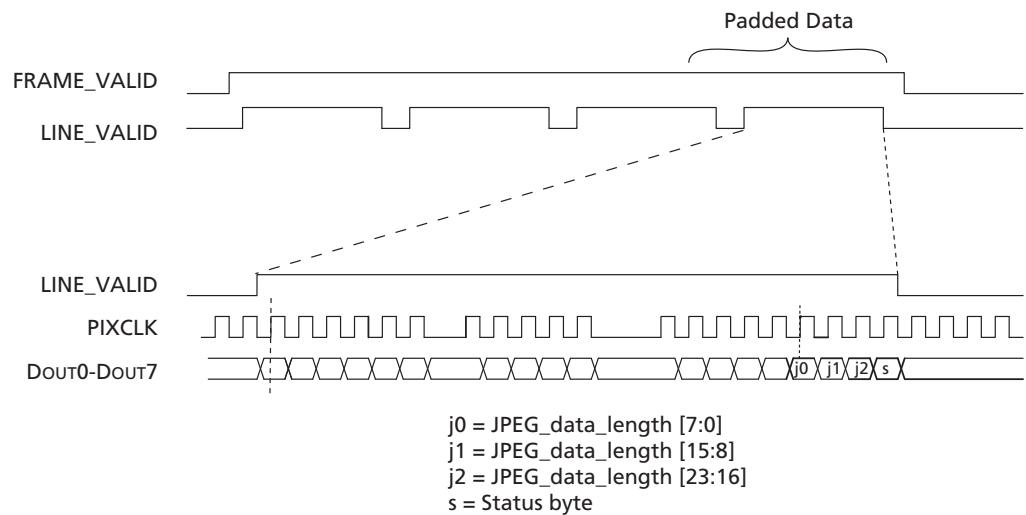 Padded Data
FRAME_VALID
LINE_VALID
LINE_VALID
PIXCLK
DOUT0-DOUT7
j0 j1 j2 s
j0 = JPEG_data_length [7:0]
j1 = JPEG_data_length [15:8]
j2 = JPEG_data_length [23:16]
s = Status byte